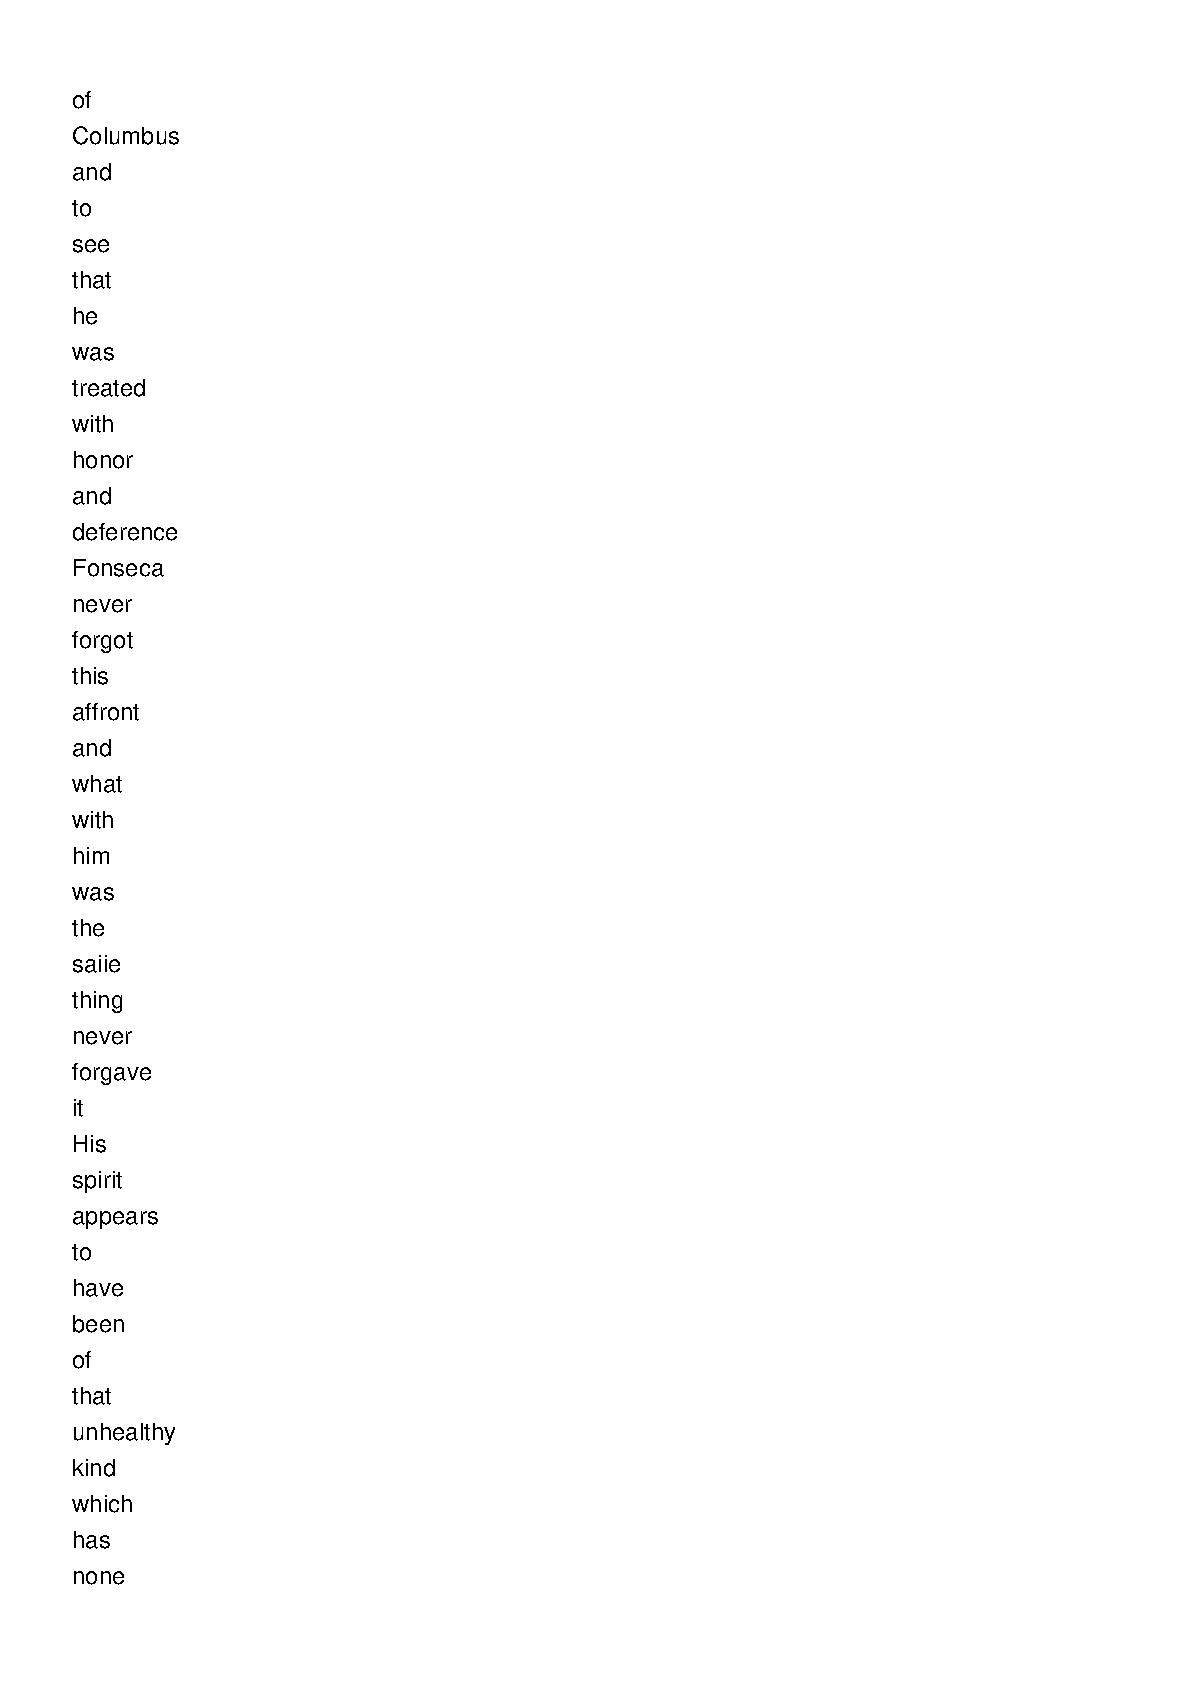 of
Columbus
and
to
see
that
he
was
treated
with
honor
and
deference
Fonseca
never
forgot
this
affront
and
what
with
him
was
the
saiie
thing
never
forgave
it
His
spirit
appears
to
have
been
of
that
unhealthy
kind
which
has
none